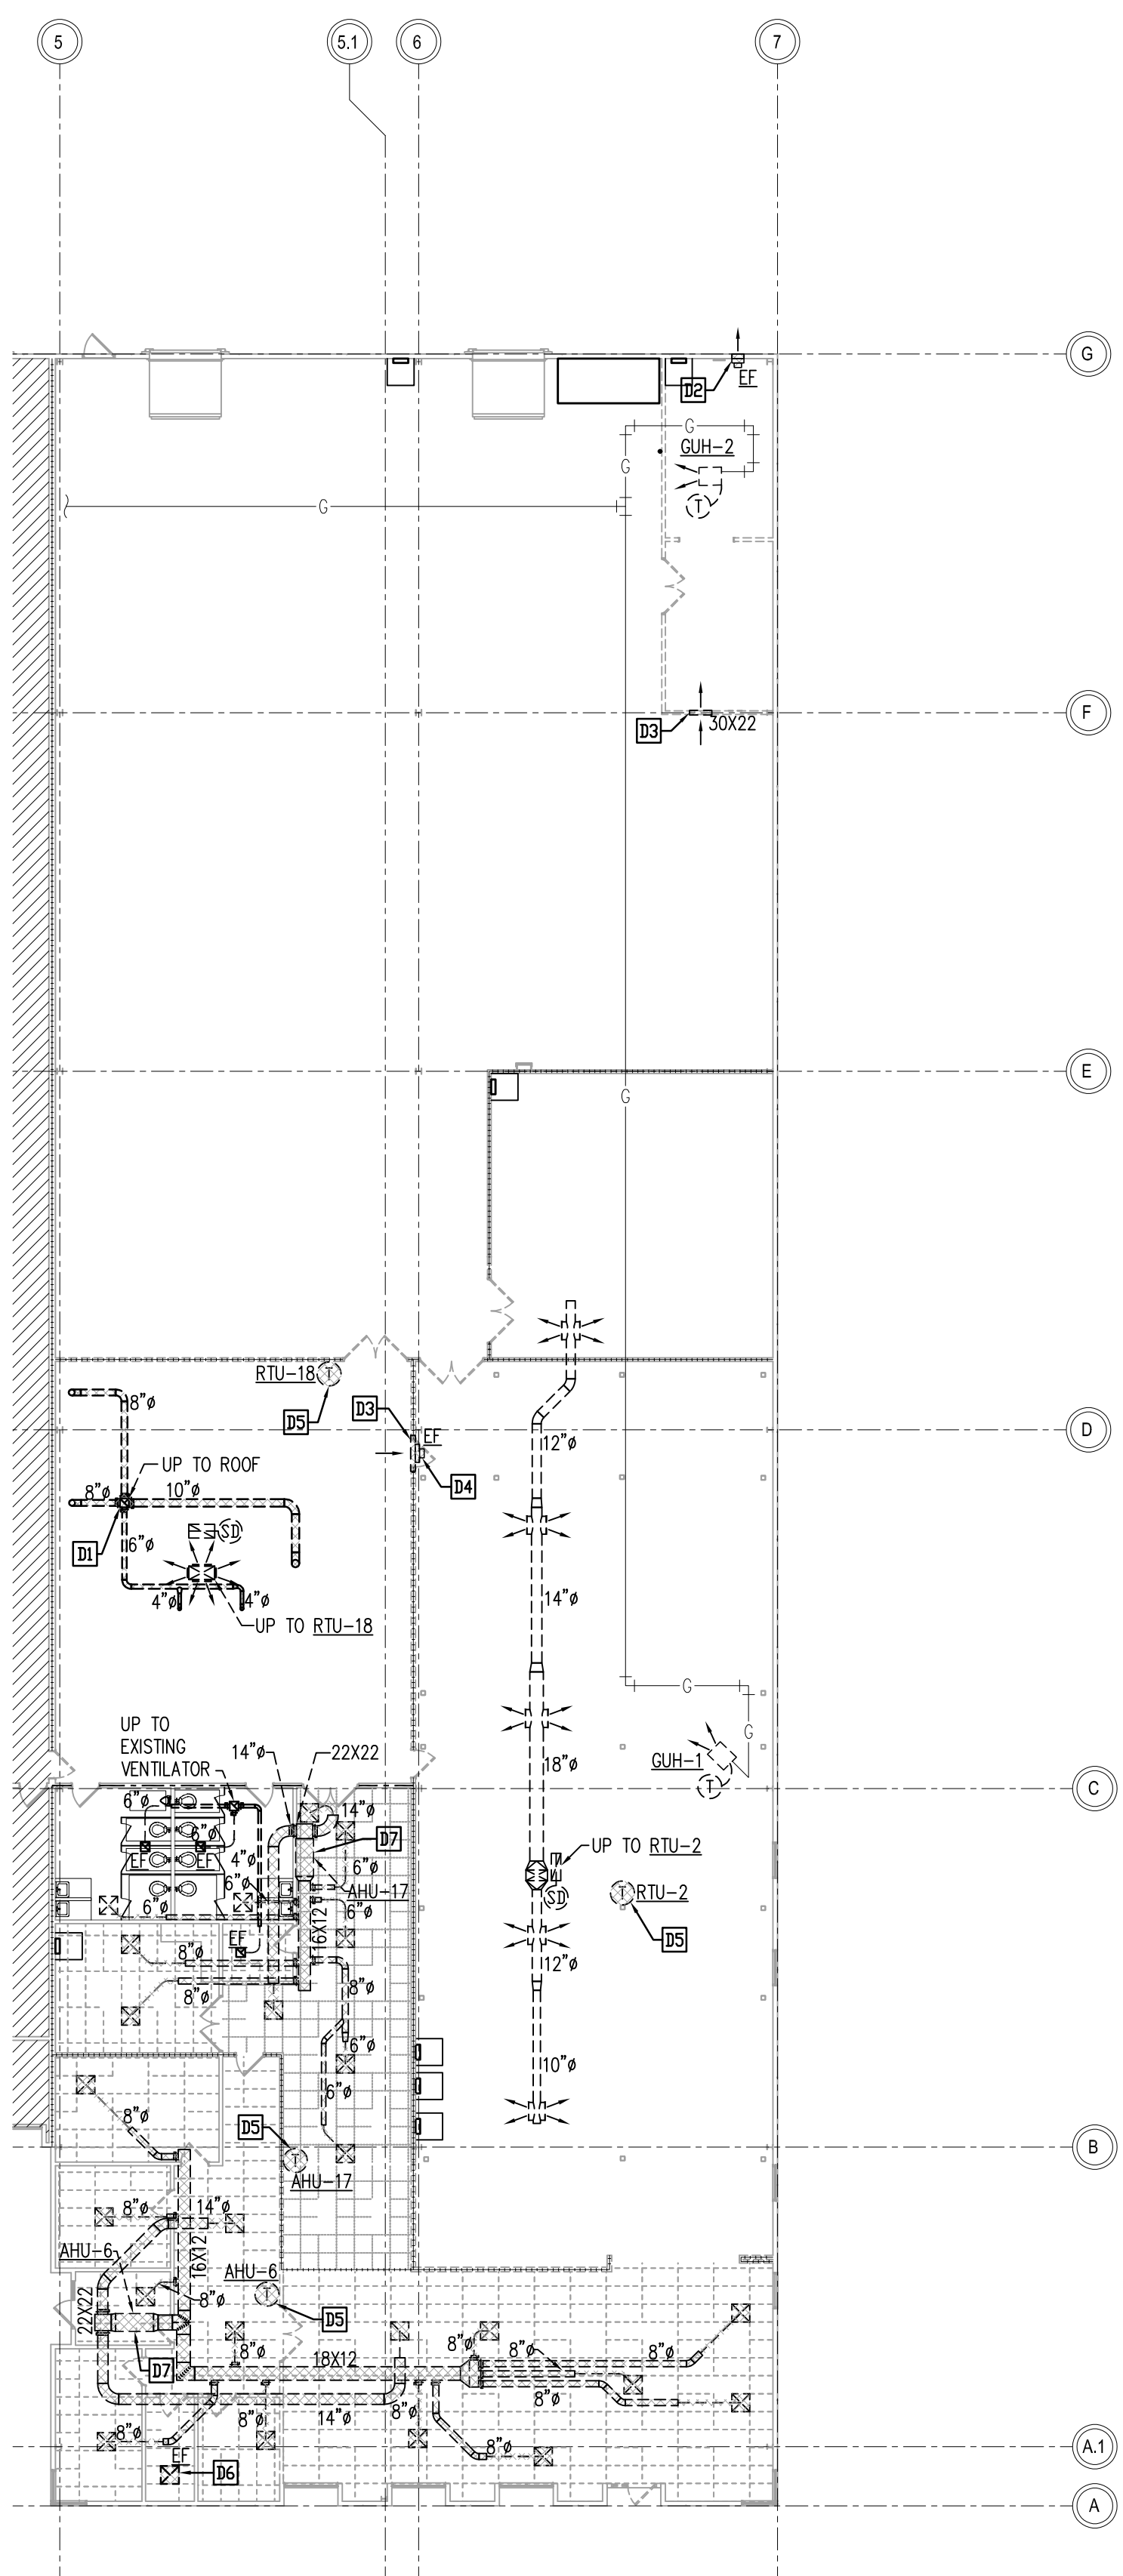 5
5.1
6
7
G
D2
EF
G
GUH-2
G
T
G
F
D3
30X22
E
G
RTU-18
T
D5
D3
EF
D
8"ø
12"ø
D4
UP TO ROOF
8"ø
10"ø
SD
D1
6"ø
4"ø
4"ø
14"ø
UP TO RTU-18
G
UP TO
EXISTING
VENTILATOR
14"ø
22X22
18"ø
GUH-1
G
T
C
6"ø
14"ø
6"ø
D7
EF
EF
4"ø
6"ø
UP TO RTU-2
6"ø
AHU-17
SD
T
RTU-2
6"ø
6"ø
16X12
EF
D5
8"ø
12"ø
8"ø
8"ø
6"ø
10"ø
6"ø
8"ø
D5
T
B
AHU-17
8"ø
14"ø
AHU-6
16X12
AHU-6
T
8"ø
22X22
D5
8"ø
8"ø
8"ø
8"ø
18X12
D7
8"ø
8"ø
8"ø
14"ø
8"ø
8"ø
A.1
EF
D6
A